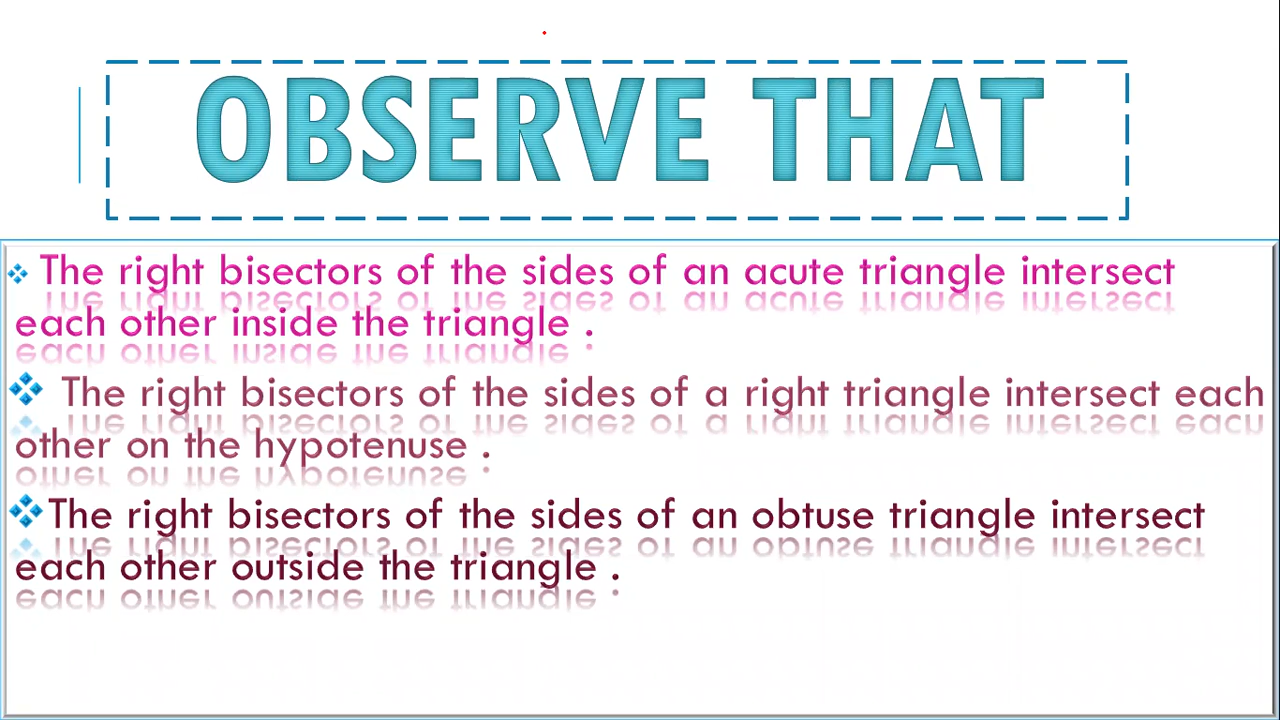 OBSERVE THAT
❖ The right bisectors of the sides of an acute triangle intersect
each other inside the triangle .
❖ The right bisectors of the sides of a right triangle intersect each
other on the hypotenuse .
❖The right bisectors of the sides of an obtuse triangle intersect
each other outside the triangle .